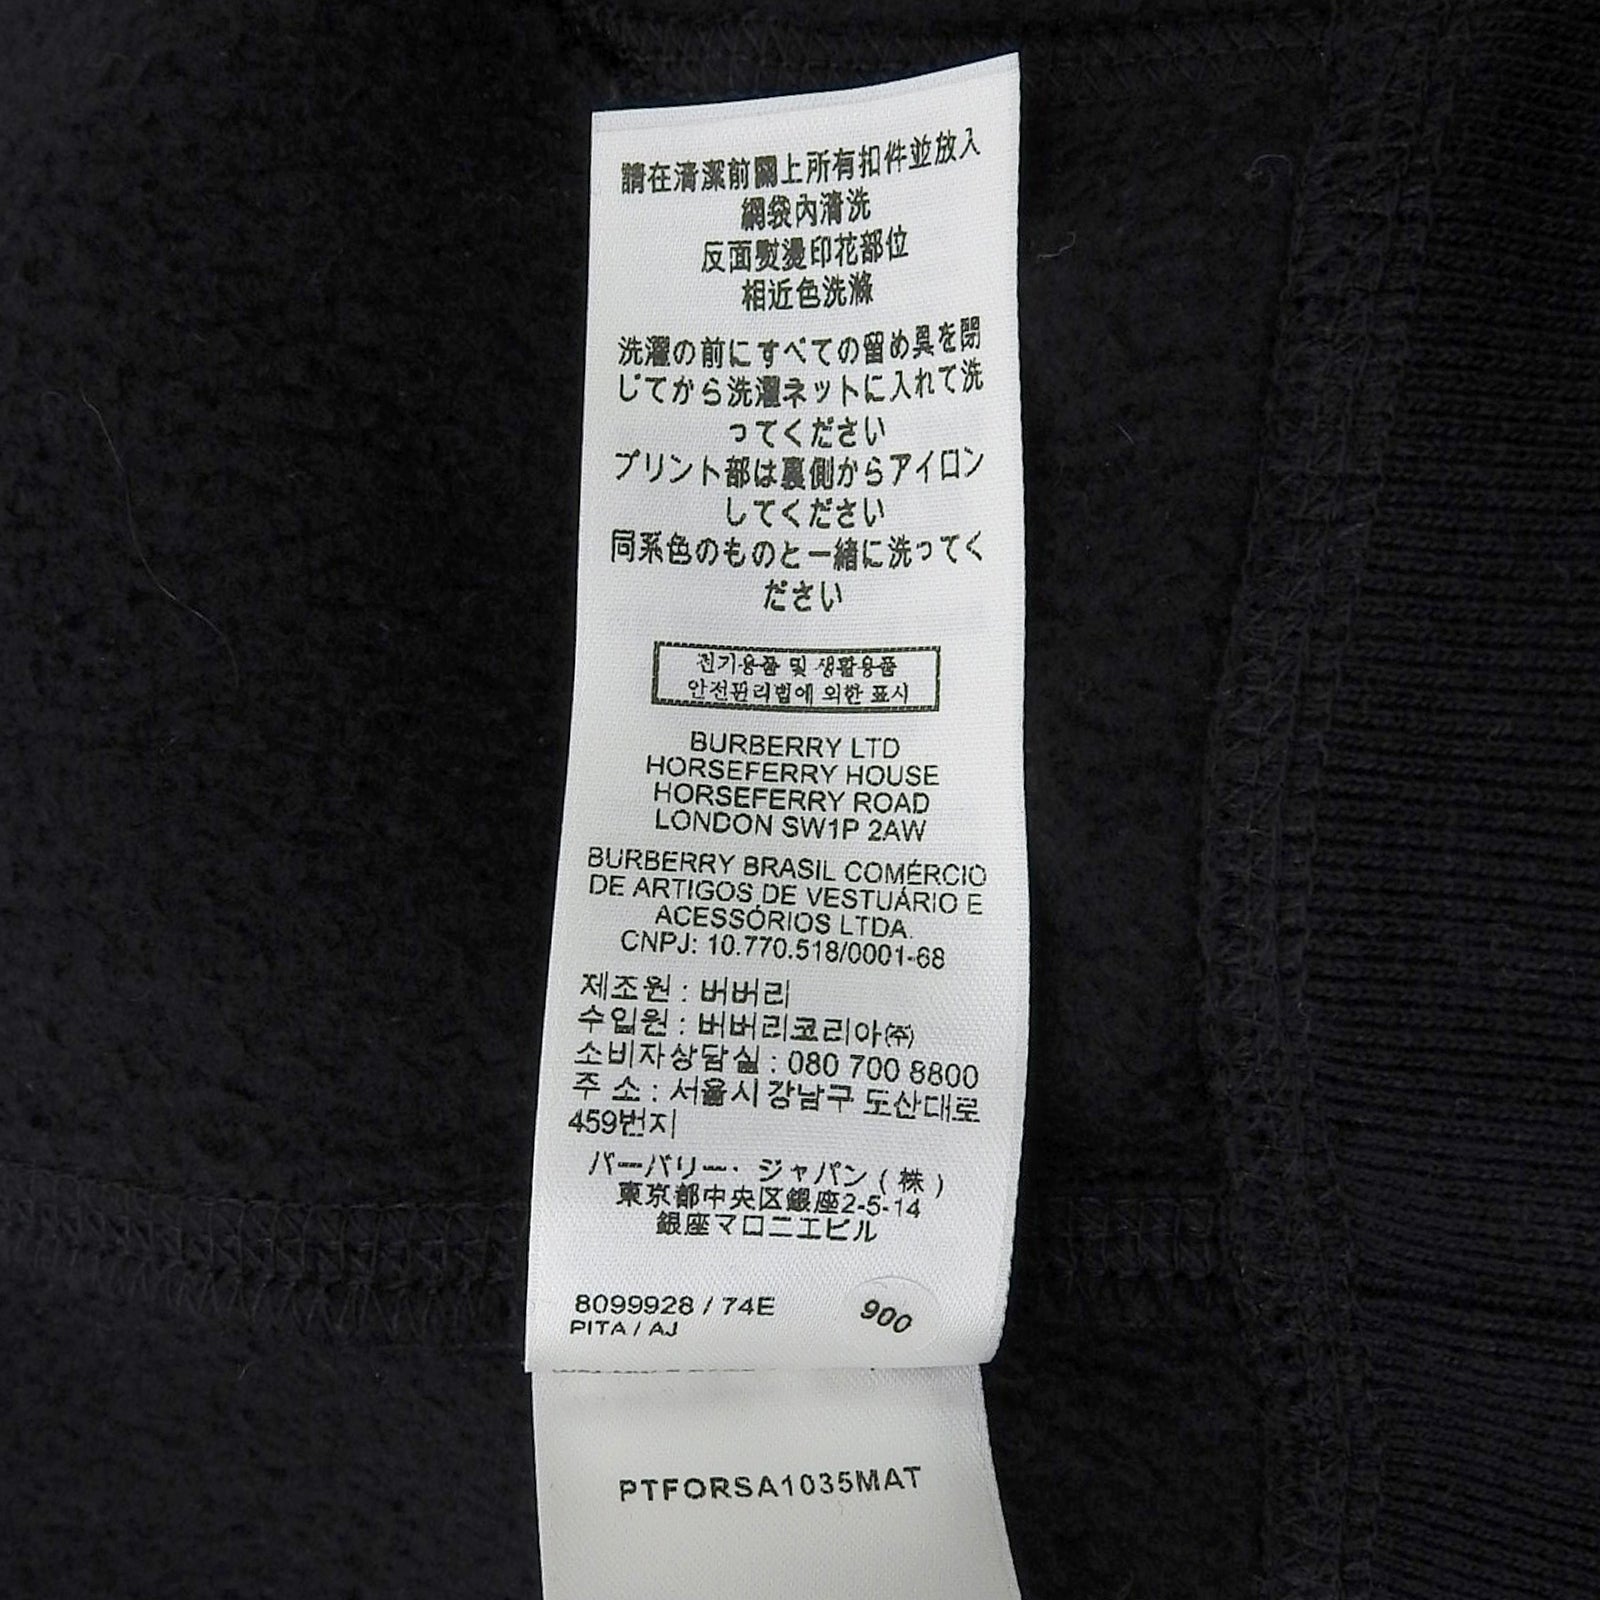 請在清潔前關上所有扣件並放入
網袋內清洗
反面熨燙印花部位
相近色洗滌
洗濯の前にすべての留め具を閉
じてから洗濯ネットに入れて洗
ってください
プリント部は裏側からアイロン
してください
同系色のものと一緒に洗ってく
ださい
전기용품 및 생활용품
안전관리법에 의한 표시
BURBERRY LTD
HORSEFERRY HOUSE
HORSEFERRY ROAD
LONDON SW1P 2AW
BURBERRY BRASIL COMÉRCIO
DE ARTIGOS DE VESTUÁRIO E
ACESSÓRIOS LTDA.
CNPJ: 10.770.518/0001-68
제조원 : 버버리
수입원 : 버버리코리아㈜
소비자상담실 : 080 700 8800
주 소 : 서울시 강남구 도산대로
459번지
バーバリー・ジャパン ( 株 )
東京都中央区銀座2-5-14
銀座マロニエビル
8099928 / 74E
900
PITA / AJ
PTFORSA1035MAT